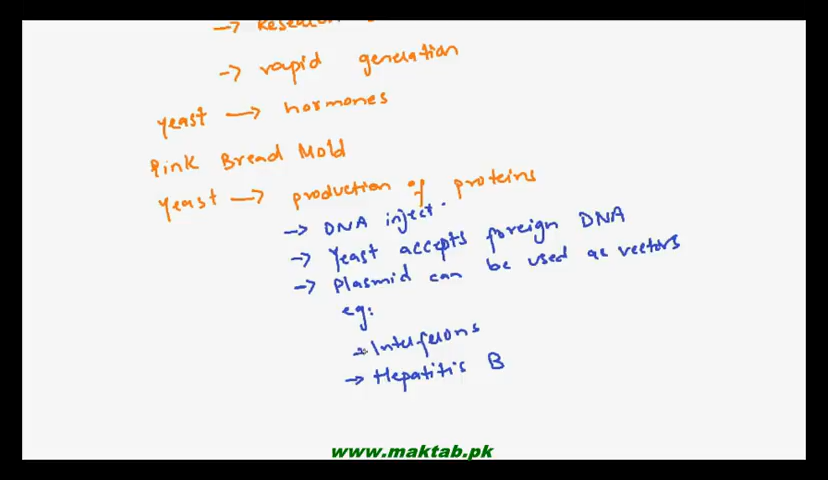 →
→ rapid generation
Yeast → hormones
Pink Bread Mold
Yeast → production of proteins
→ DNA inject.
→ Yeast accepts foreign DNA
→ Plasmid can be used as vectors
eg:
→ Interferons
→ Hepatitis B
www.maktab.pk